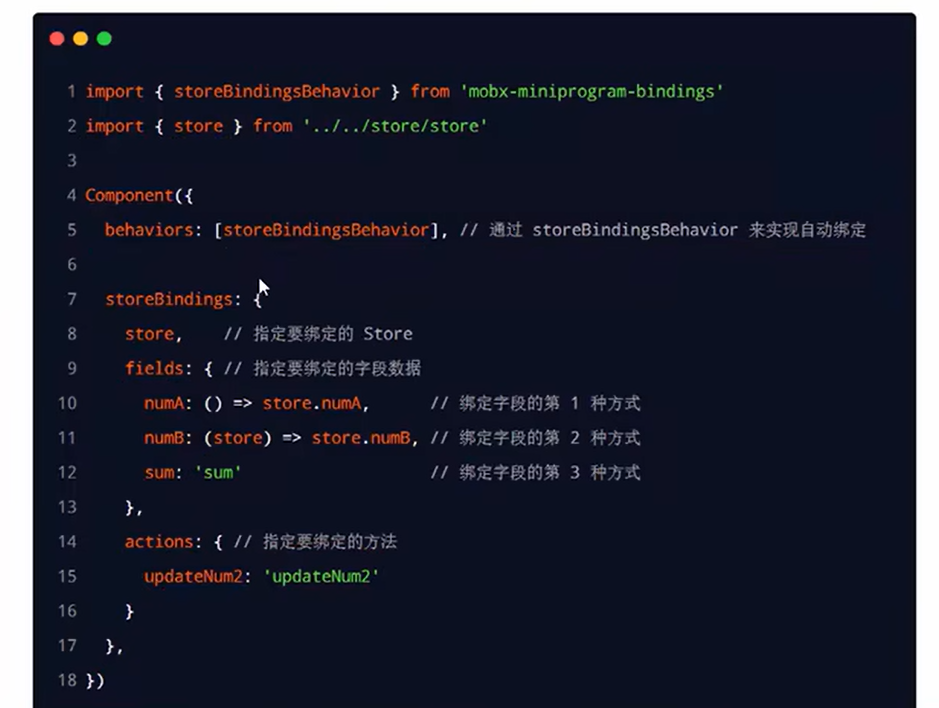 1 import { storeBindingsBehavior } from 'mobx-miniprogram-bindings'
2 import { store } from '../../store/store'
3
4 Component({
5   behaviors: [storeBindingsBehavior], // 通过 storeBindingsBehavior 来实现自动绑定
6
7   storeBindings: {
8     store,    // 指定要绑定的 Store
9     fields: { // 指定要绑定的字段数据
10       numA: () => store.numA,      // 绑定字段的第 1 种方式
11       numB: (store) => store.numB, // 绑定字段的第 2 种方式
12       sum: 'sum'                   // 绑定字段的第 3 种方式
13     },
14     actions: { // 指定要绑定的方法
15       updateNum2: 'updateNum2'
16     }
17   },
18 })